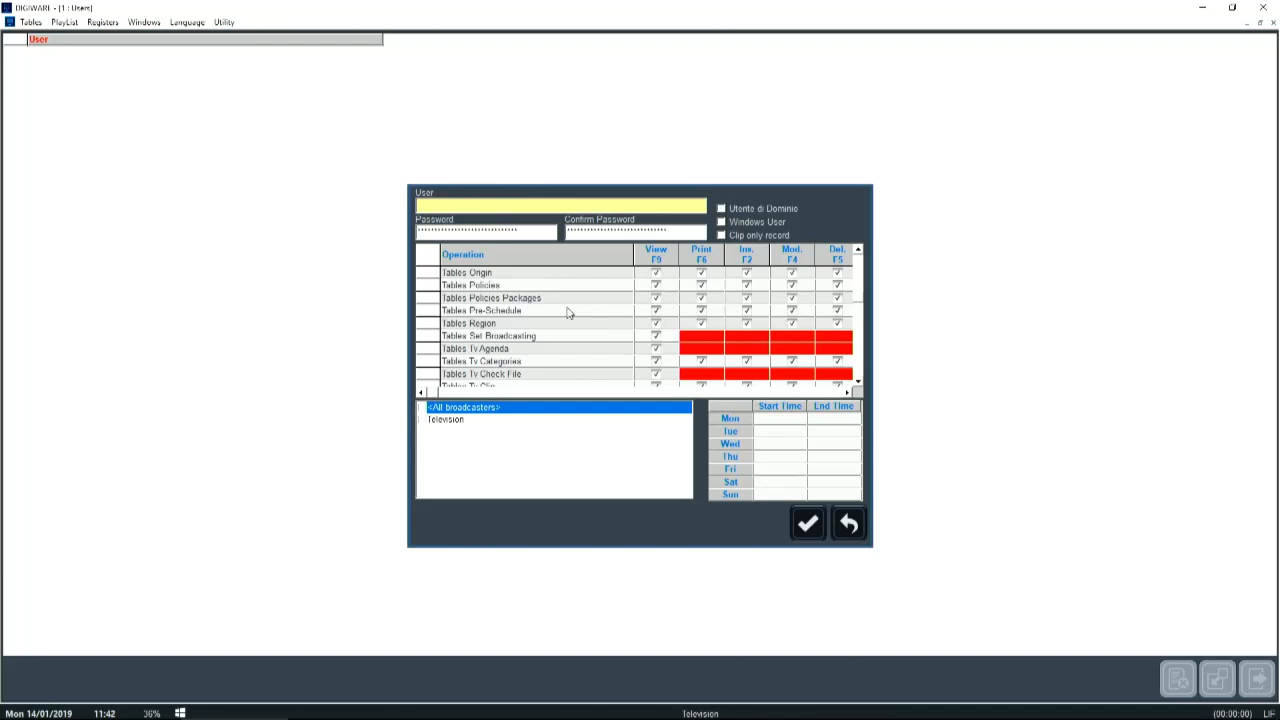 DIGIWARE - [1 : Users]
Tables PlayList Registers Windows Language Utility
User
User
Password Confirm Password
Utente di Dominio
Windows User
Clip only record
Operation View F9 Print F6 Ins. F2 Mod. F4 Del. F5
Tables Origin
Tables Policies
Tables Policies Packages
Tables Pre-Schedule
Tables Region
Tables Set Broadcasting
Tables Tv Agenda
Tables Tv Categories
Tables Tv Check File
Tables Tv Clip
<All broadcasters>
Television
Start Time End Time
Mon
Tue
Wed
Thu
Fri
Sat
Sun
Mon 14/01/2019 11:42 36% Television (00:00:00) LIF